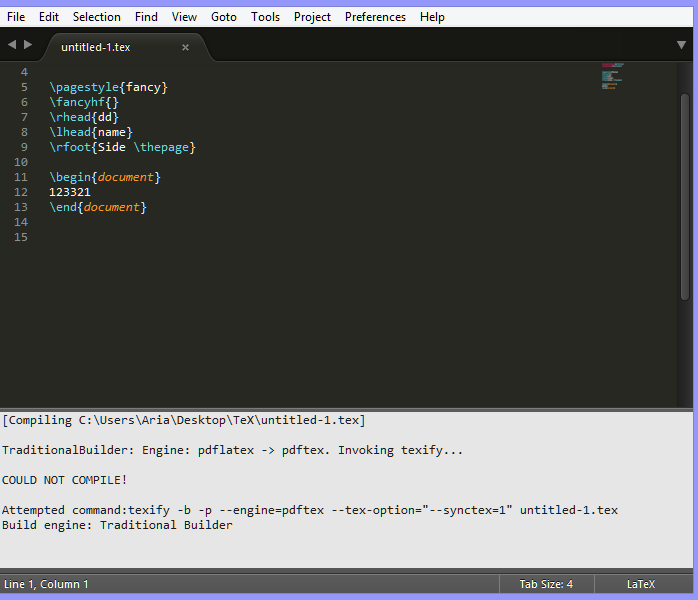 File Edit Selection Find View Goto Tools Project Preferences Help
untitled-1.tex
4
5 \pagestyle{fancy}
6 \fancyhf{}
7 \rhead{dd}
8 \lhead{name}
9 \rfoot{Side \thepage}
10
11 \begin{document}
12 123321
13 \end{document}
14
15
[Compiling C:\Users\Aria\Desktop\TeX\untitled-1.tex]
TraditionalBuilder: Engine: pdflatex -> pdftex. Invoking texify...
COULD NOT COMPILE!
Attempted command:texify -b -p --engine=pdftex --tex-option="--synctex=1" untitled-1.tex
Build engine: Traditional Builder
Line 1, Column 1 Tab Size: 4 LaTeX